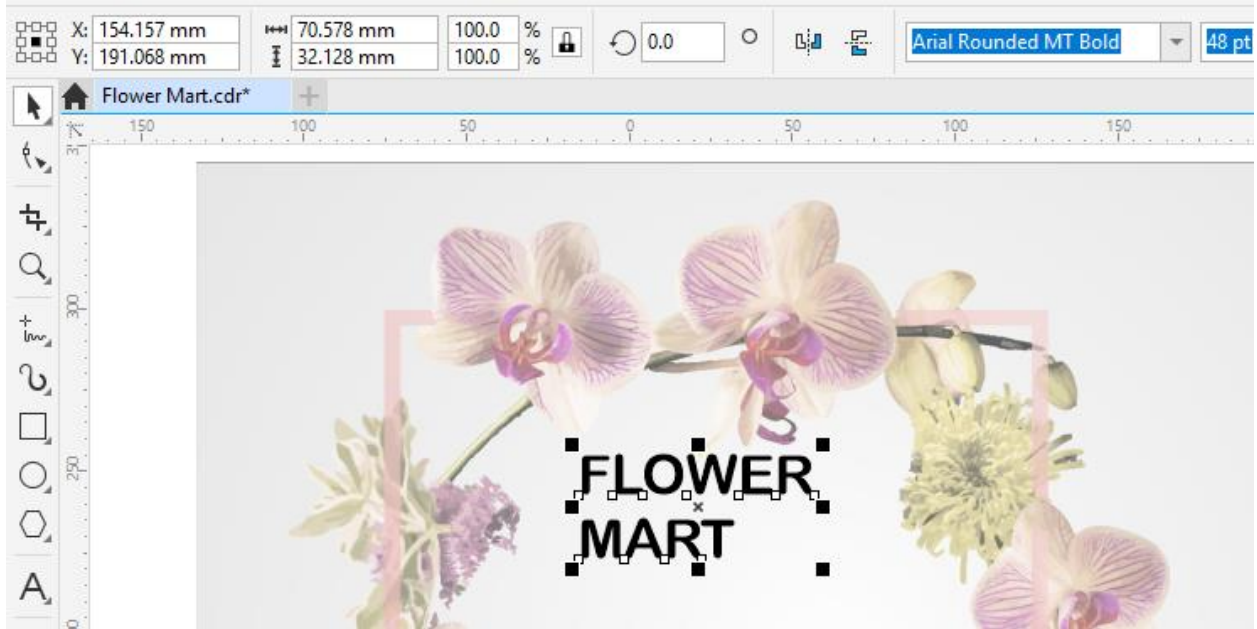 X: 154.157 mm 70.578 mm 100.0 % 0.0 Arial Rounded MT Bold 48 pt
Y: 191.068 mm 32.128 mm 100.0 %
Flower Mart.cdr*
150 100 50 0 50 100 150
300
250
FLOWER
MART